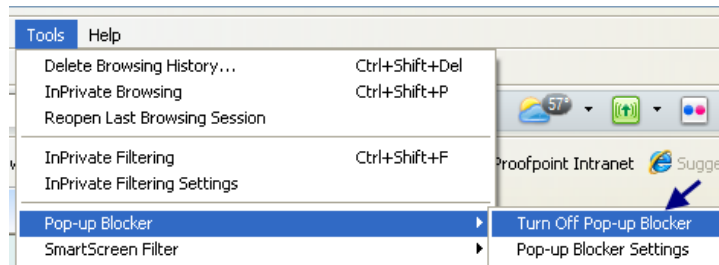 Tools Help
Delete Browsing History... Ctrl+Shift+Del
InPrivate Browsing Ctrl+Shift+P
Reopen Last Browsing Session
57°
InPrivate Filtering Ctrl+Shift+F
Proofpoint Intranet Sugge
InPrivate Filtering Settings
Pop-up Blocker Turn Off Pop-up Blocker
SmartScreen Filter Pop-up Blocker Settings